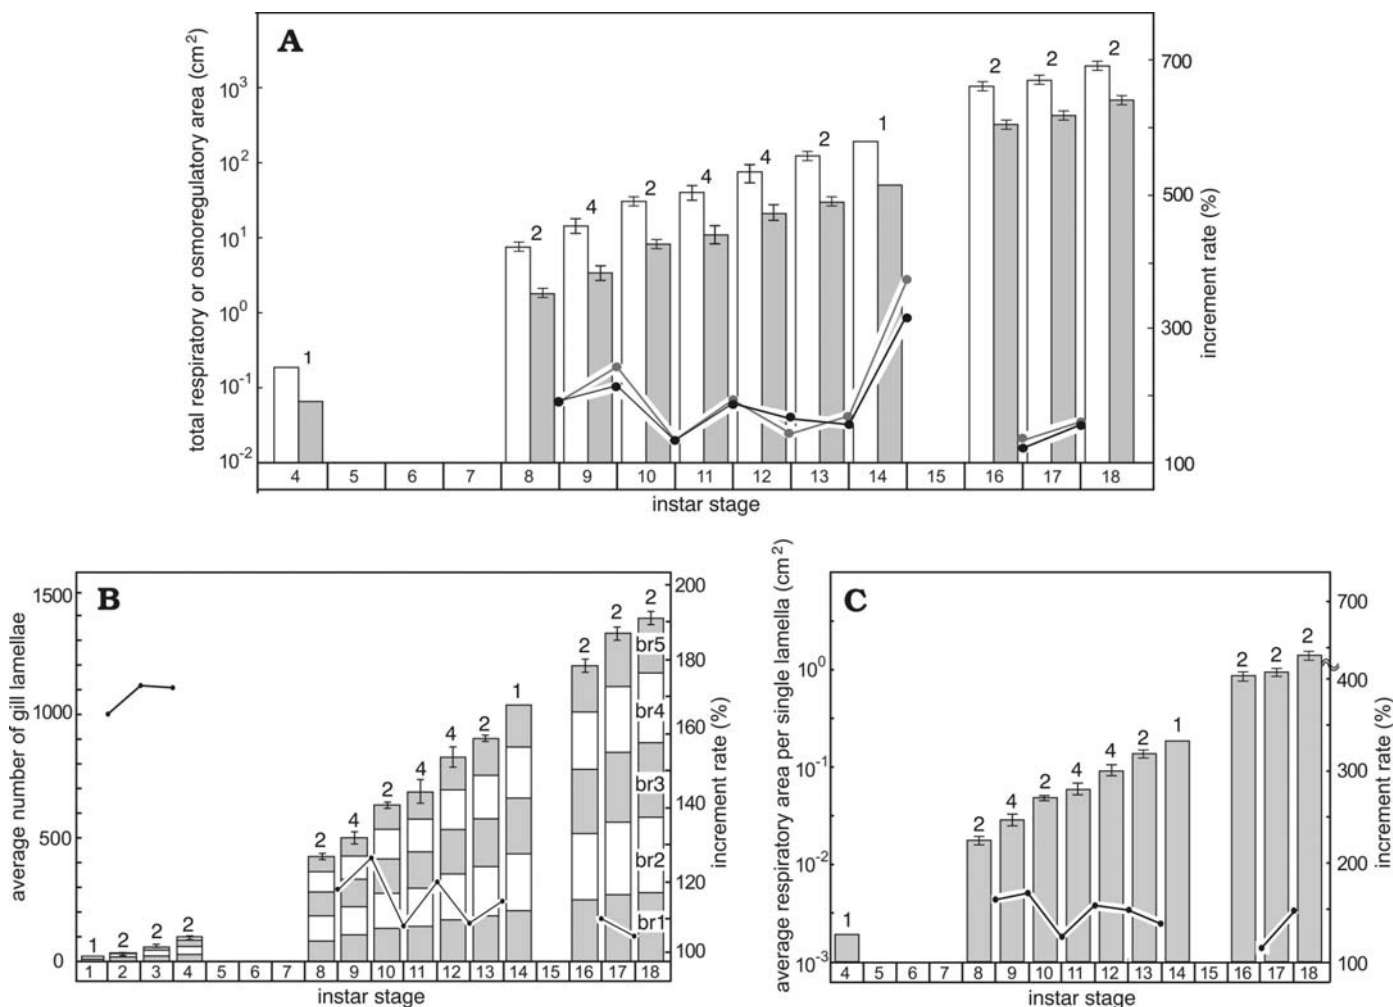 A
total respiratory or osmoregulatory area (cm²)
10³
10²
10¹
10⁰
10⁻¹
10⁻²
1
2
4
2
4
4
2
1
2
2
2
700
500
300
100
increment rate (%)
4 5 6 7 8 9 10 11 12 13 14 15 16 17 18
instar stage
B
average number of gill lamellae
1500
1000
500
0
1 2 2 2 2 4 2 4 4 2 1 2 2 2
br5
br4
br3
br2
br1
200
180
160
140
120
100
increment rate (%)
1 2 3 4 5 6 7 8 9 10 11 12 13 14 15 16 17 18
instar stage
C
average respiratory area per single lamella (cm²)
10⁰
10⁻¹
10⁻²
10⁻³
1 2 4 2 4 4 2 1 2 2 2
700
400
300
200
100
increment rate (%)
4 5 6 7 8 9 10 11 12 13 14 15 16 17 18
instar stage